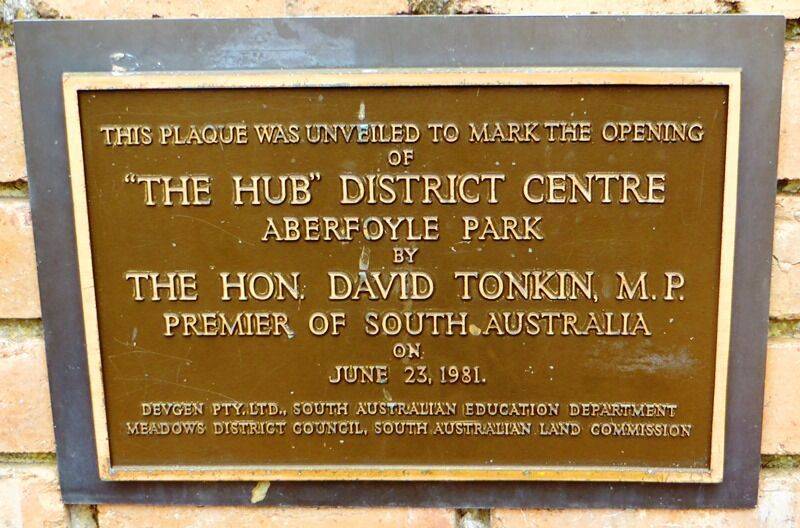 THIS PLAQUE WAS UNVEILED TO MARK THE OPENING
OF
"THE HUB" DISTRICT CENTRE
ABERFOYLE PARK
BY
THE HON. DAVID TONKIN, M.P.
PREMIER OF SOUTH AUSTRALIA
ON
JUNE 23, 1981.
DEVGEN PTY. LTD., SOUTH AUSTRALIAN EDUCATION DEPARTMENT
MEADOWS DISTRICT COUNCIL, SOUTH AUSTRALIAN LAND COMMISSION